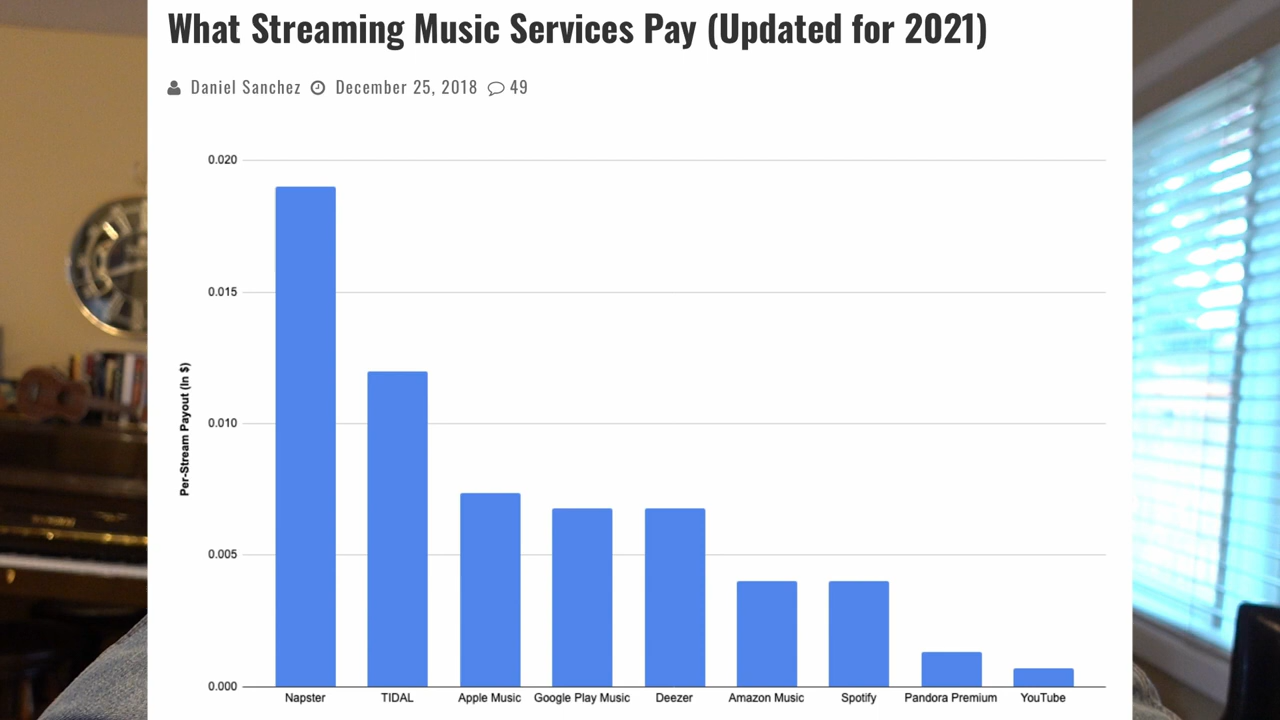 What Streaming Music Services Pay (Updated for 2021)
Daniel Sanchez December 25, 2018 49
0.020
0.015
0.010
0.005
0.000
Per-Stream Payout (In $)
Napster TIDAL Apple Music Google Play Music Deezer Amazon Music Spotify Pandora Premium YouTube